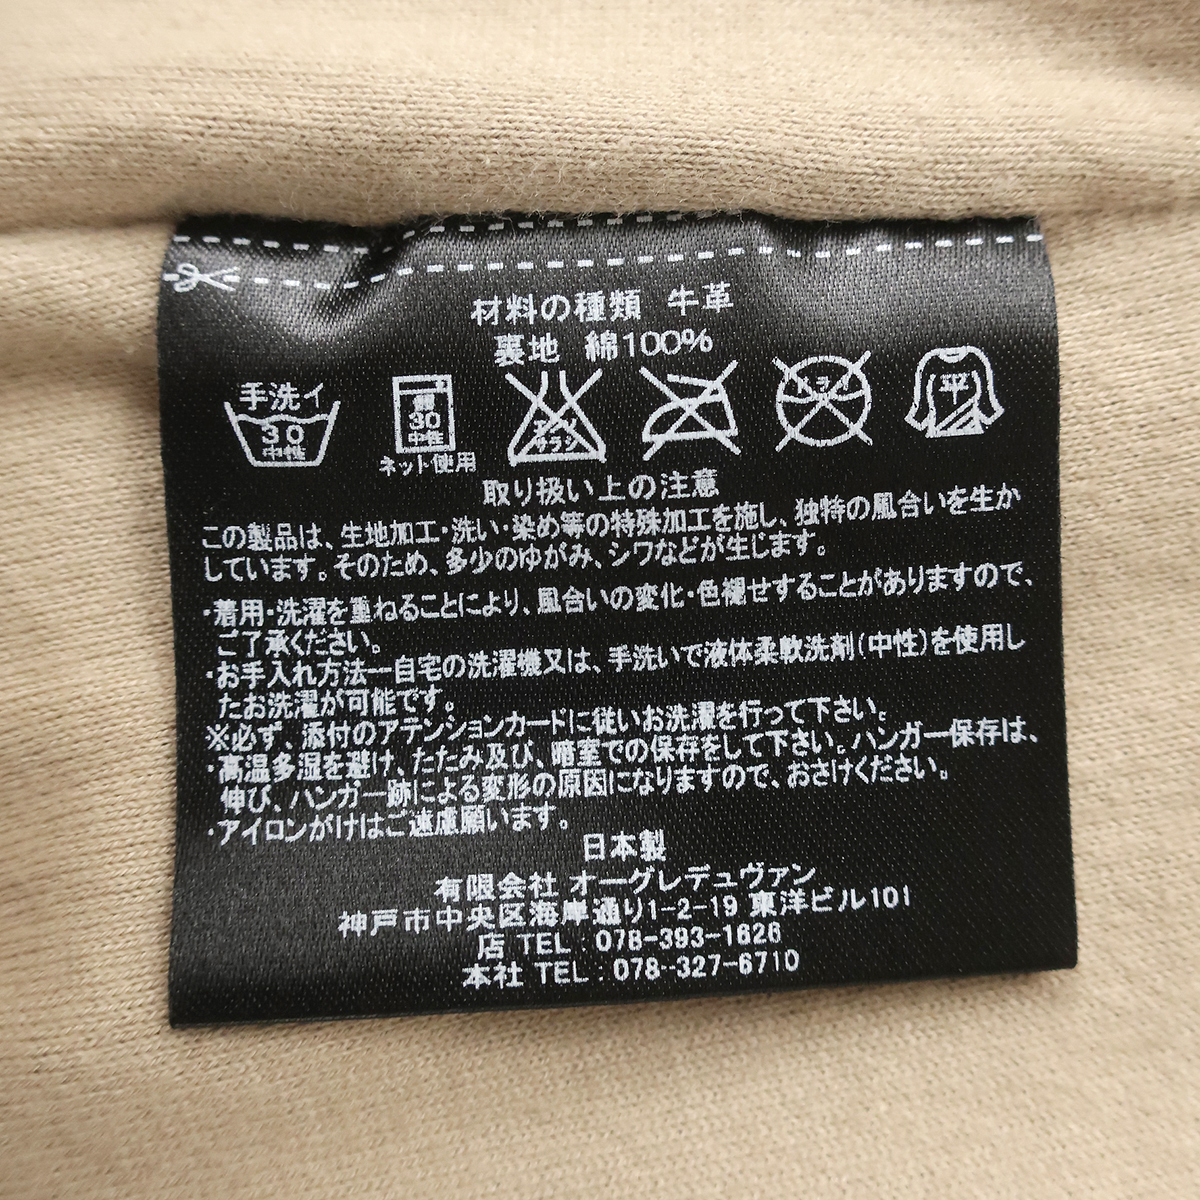 材料の種類 牛革
裏地 綿100%
手洗イ
30
中性
弱
30
中性
ネット使用
エンソ
サラシ
ドライ
平
取り扱い上の注意
この製品は、生地加工・洗い・染め等の特殊加工を施し、独特の風合いを生か
しています。そのため、多少のゆがみ、シワなどが生じます。
・着用・洗濯を重ねることにより、風合いの変化・色褪せすることがありますので、
ご了承ください。
・お手入れ方法ー自宅の洗濯機又は、手洗いで液体柔軟洗剤(中性)を使用し
たお洗濯が可能です。
※必ず、添付のアテンションカードに従いお洗濯を行って下さい。
・高温多湿を避け、たたみ及び、暗室での保存をして下さい。ハンガー保存は、
伸び、ハンガー跡による変形の原因になりますので、おさけください。
・アイロンがけはご遠慮願います。
日本製
有限会社 オーグレデュヴァン
神戸市中央区海岸通り1-2-19 東洋ビル101
店 TEL : 078-393-1626
本社 TEL : 078-327-6710